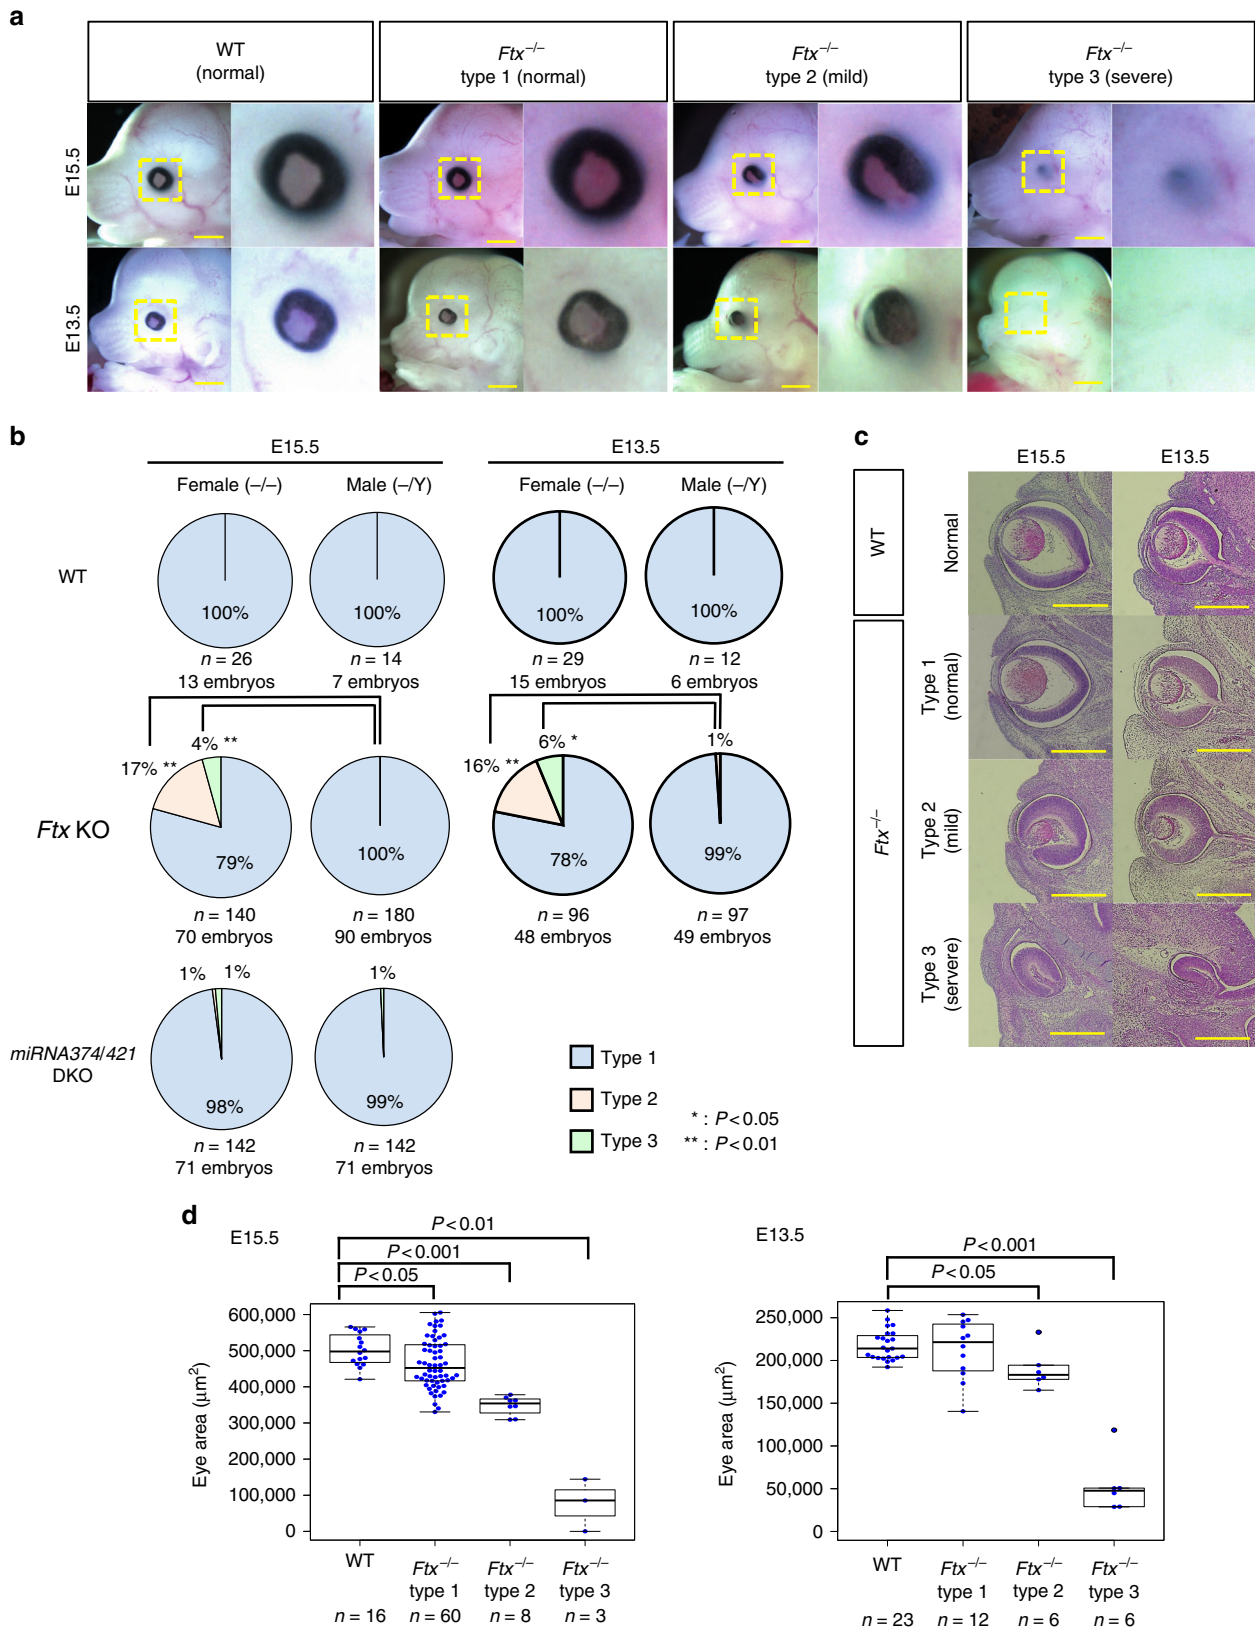 a
WT
(normal)
Ftx−/−
type 1 (normal)
Ftx−/−
type 2 (mild)
Ftx−/−
type 3 (severe)
E15.5
E13.5
b
E15.5
E13.5
Female (–/–)
Male (–/Y)
Female (–/–)
Male (–/Y)
WT
100%
100%
100%
100%
n = 26
13 embryos
n = 14
7 embryos
n = 29
15 embryos
n = 12
6 embryos
Ftx KO
17% **
4% **
79%
100%
16% **
6% *
78%
1%
99%
n = 140
70 embryos
n = 180
90 embryos
n = 96
48 embryos
n = 97
49 embryos
miRNA374/421
DKO
1%
1%
98%
1%
99%
n = 142
71 embryos
n = 142
71 embryos
Type 1
Type 2
Type 3
* : P < 0.05
** : P < 0.01
c
E15.5
E13.5
WT
Normal
Ftx−/−
Type 1
(normal)
Type 2
(mild)
Type 3
(servere)
d
E15.5
P < 0.01
P < 0.001
P < 0.05
Eye area (μm2)
600,000
500,000
400,000
300,000
200,000
100,000
0
WT
Ftx−/−
type 1
Ftx−/−
type 2
Ftx−/−
type 3
n = 16
n = 60
n = 8
n = 3
E13.5
P < 0.001
P < 0.05
Eye area (μm2)
250,000
200,000
150,000
100,000
50,000
0
WT
Ftx−/−
type 1
Ftx−/−
type 2
Ftx−/−
type 3
n = 23
n = 12
n = 6
n = 6